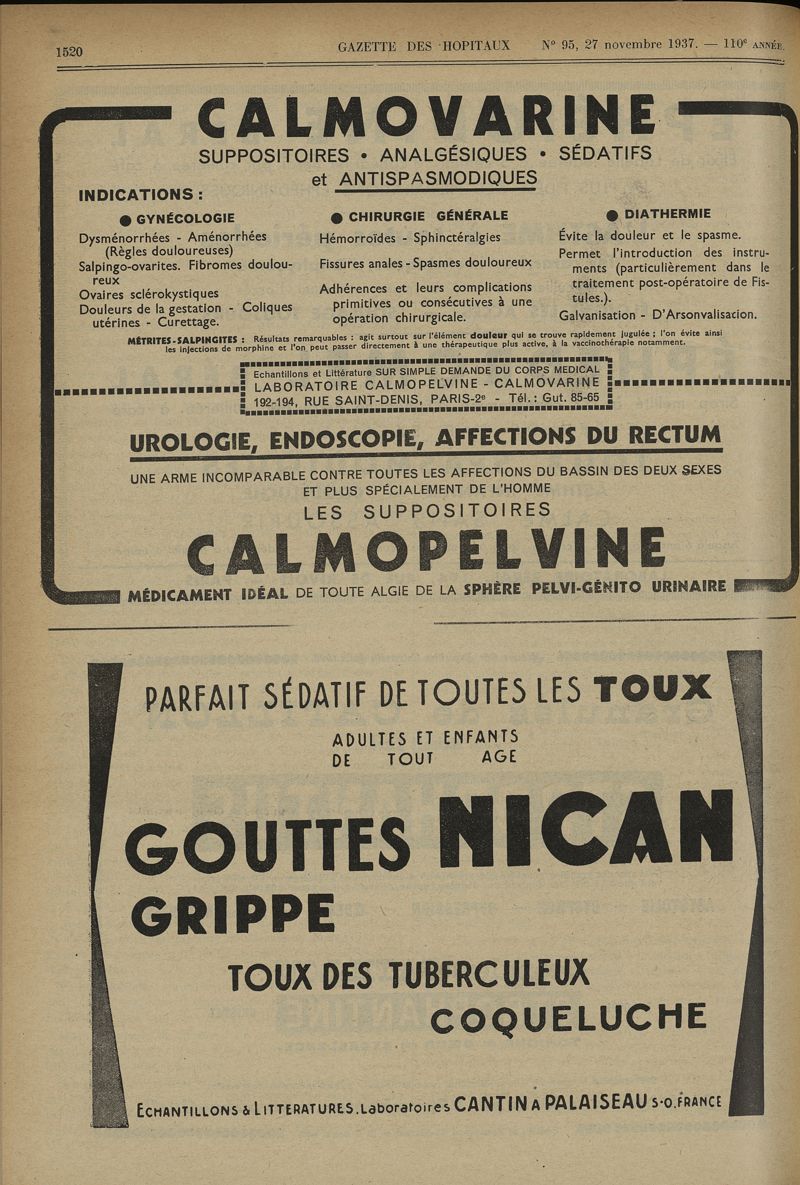 1520
GAZETTE DES HOPITAUX N° 95, 27 novembre 1937. — 110e ANNÉE.
CALMOVARINE
SUPPOSITOIRES • ANALGÉSIQUES • SÉDATIFS
et ANTISPASMODIQUES
INDICATIONS :
● GYNÉCOLOGIE
Dysménorrhées - Aménorrhées
(Règles douloureuses)
Salpingo-ovarites. Fibromes doulou-
reux
Ovaires sclérokystiques
Douleurs de la gestation - Coliques
utérines - Curettage.
● CHIRURGIE GÉNÉRALE
Hémorroïdes - Sphinctéralgies
Fissures anales - Spasmes douloureux
Adhérences et leurs complications
primitives ou consécutives à une
opération chirurgicale.
● DIATHERMIE
Évite la douleur et le spasme.
Permet l'introduction des instru-
ments (particulièrement dans le
traitement post-opératoire de Fis-
tules.).
Galvanisation - D'Arsonvalisacion.
MÉTRITES-SALPINGITES : Résultats remarquables : agit surtout sur l'élément douleur qui se trouve rapidement jugulée ; l'on évite ainsi
les injections de morphine et l'on peut passer directement à une thérapeutique plus active, à la vaccinothérapie notamment.
Echantillons et Littérature SUR SIMPLE DEMANDE DU CORPS MEDICAL
LABORATOIRE CALMOPELVINE - CALMOVARINE
192-194, RUE SAINT-DENIS, PARIS-2e - Tél. : Gut. 85-65
UROLOGIE, ENDOSCOPIE, AFFECTIONS DU RECTUM
UNE ARME INCOMPARABLE CONTRE TOUTES LES AFFECTIONS DU BASSIN DES DEUX SEXES
ET PLUS SPÉCIALEMENT DE L'HOMME
LES SUPPOSITOIRES
CALMOPELVINE
MÉDICAMENT IDÉAL DE TOUTE ALGIE DE LA SPHÈRE PELVI-GÉNITO URINAIRE
PARFAIT SÉDATIF DE TOUTES LES TOUX
ADULTES ET ENFANTS
DE TOUT AGE
GOUTTES NICAN
GRIPPE
TOUX DES TUBERCULEUX
COQUELUCHE
ECHANTILLONS & LITTERATURES. Laboratoires CANTIN A PALAISEAU S.-O. FRANCE